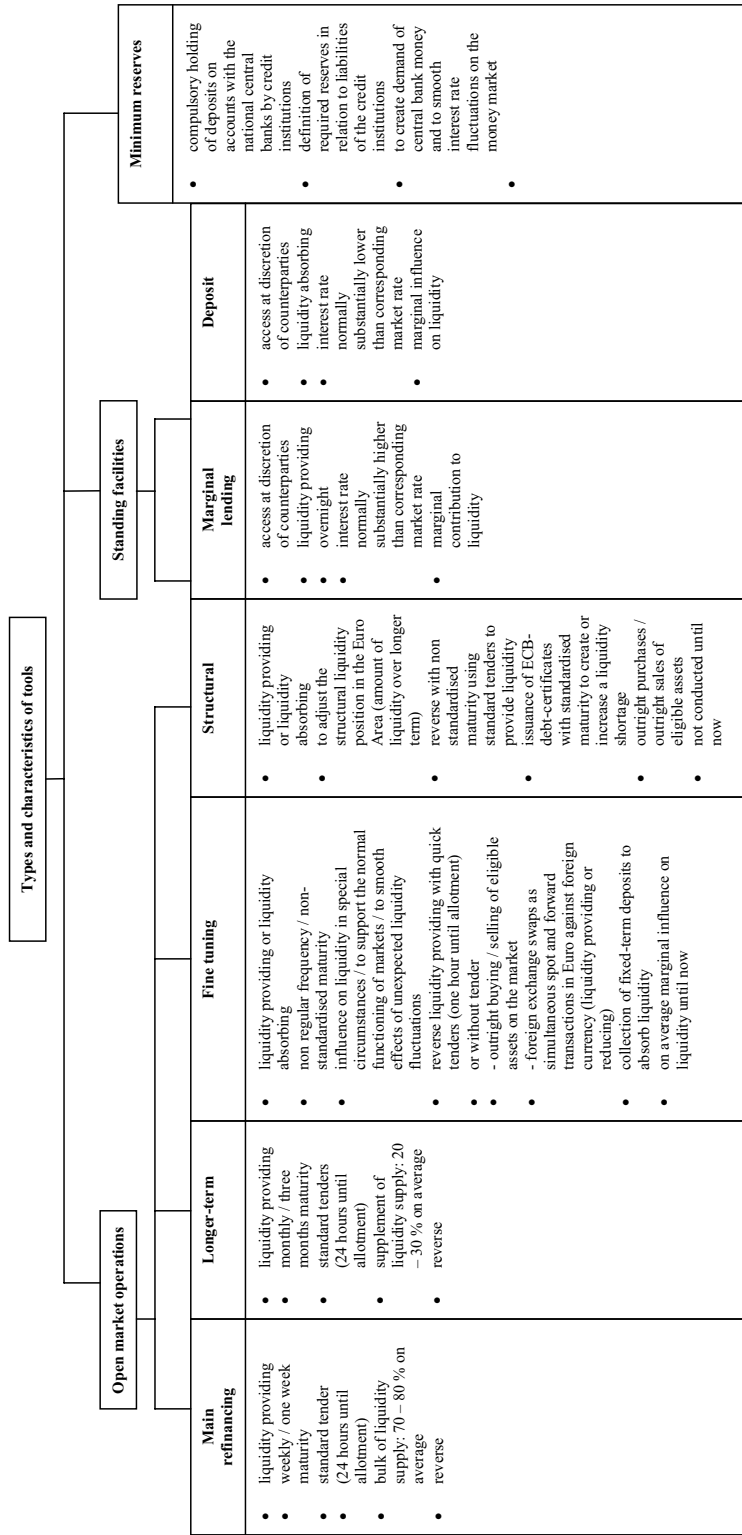 Types and characteristics of tools
Open market operations
Standing facilities
Minimum reserves
Main
refinancing
• liquidity providing
• weekly / one week
maturity
• standard tender
• (24 hours until
allotment)
• bulk of liquidity
supply: 70 – 80 % on
average
• reverse
Longer-term
• liquidity providing
• monthly / three
months maturity
• standard tenders
(24 hours until
allotment)
• supplement of
liquidity supply: 20
– 30 % on average
• reverse
Fine tuning
• liquidity providing or liquidity
absorbing
• non regular frequency / non-
standardised maturity
• influence on liquidity in special
circumstances / to support the normal
functioning of markets / to smooth
effects of unexpected liquidity
fluctuations
• reverse liquidity providing with quick
tenders (one hour until allotment)
• or without tender
• - outright buying / selling of eligible
assets on the market
• - foreign exchange swaps as
simultaneous spot and forward
transactions in Euro against foreign
currency (liquidity providing or
reducing)
• collection of fixed-term deposits to
absorb liquidity
• on average marginal influence on
liquidity until now
Structural
• liquidity providing
or liquidity
absorbing
• to adjust the
structural liquidity
position in the Euro
Area (amount of
liquidity over longer
term)
• reverse with non
standardised
maturity using
standard tenders to
provide liquidity
• issuance of ECB-
debt-certificates
with standardised
maturity to create or
increase a liquidity
shortage
• outright purchases /
outright sales of
eligible assets
• not conducted until
now
Marginal
lending
• access at discretion
of counterparties
• liquidity providing
• overnight
• interest rate
normally
substantially higher
than corresponding
market rate
• marginal
contribution to
liquidity
Deposit
• access at discretion
of counterparties
• liquidity absorbing
• interest rate
normally
substantially lower
than corresponding
market rate
• marginal influence
on liquidity
• compulsory holding
of deposits on
accounts with the
national central
banks by credit
institutions
• definition of
required reserves in
relation to liabilities
of the credit
institutions
• to create demand of
central bank money
and to smooth
interest rate
fluctuations on the
money market
•